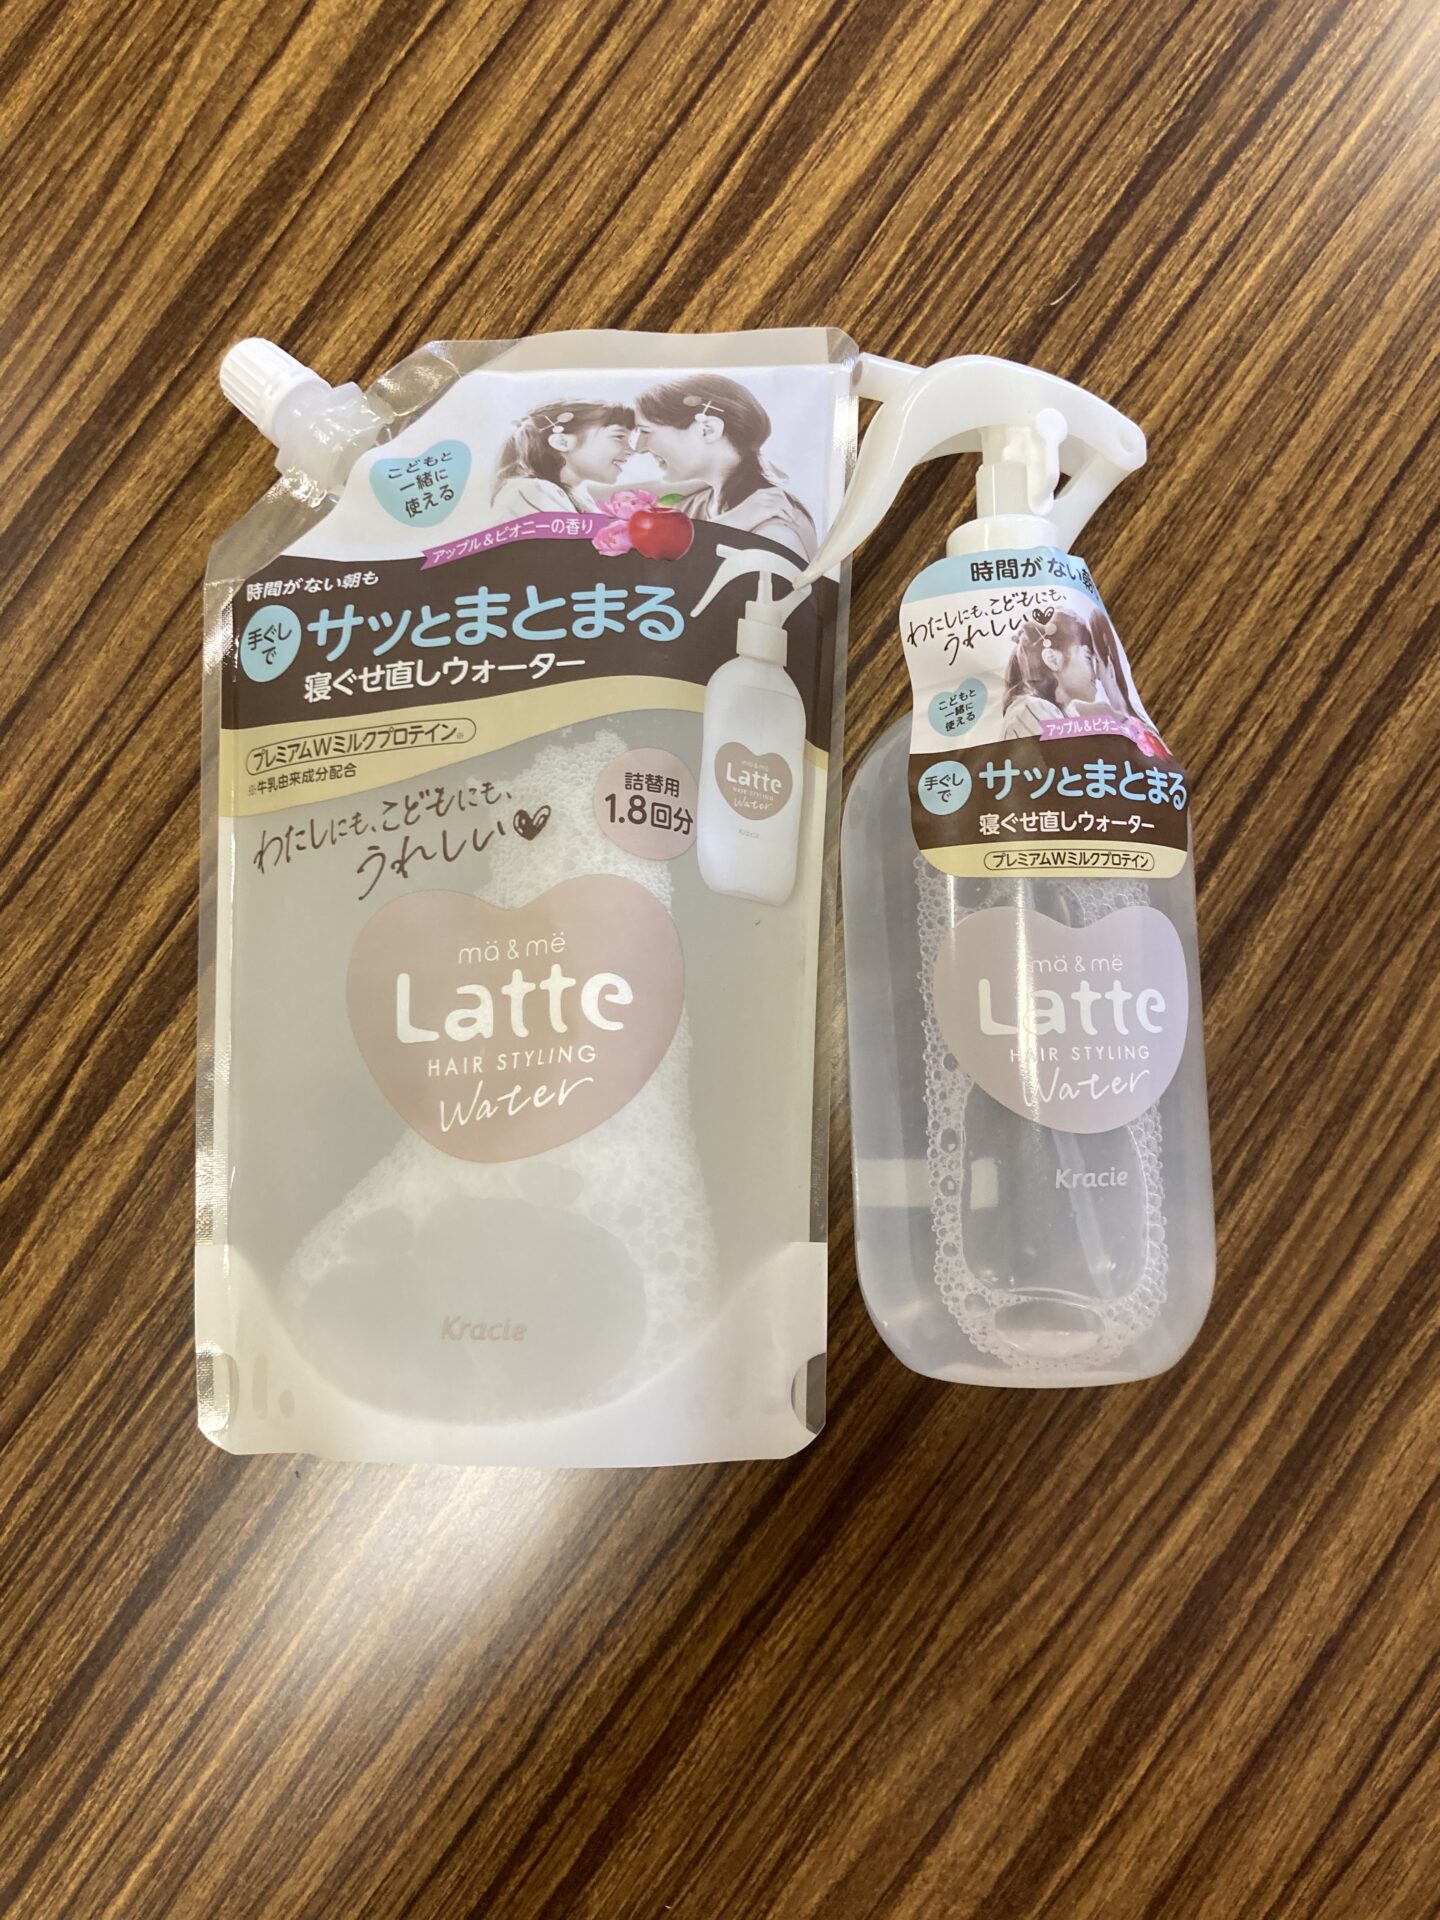 こどもと
一緒に
使える
アップル&ピオニーの香り
時間がない朝も
手ぐし
で
サッとまとまる
寝ぐせ直しウォーター
プレミアムWミルクプロテイン※
※牛乳由来成分配合
わたしにも、こどもにも、
うれしい
詰替用
1.8回分
mä & më
Latte
HAIR STYLING
Water
Kracie
mä & më
Latte
HAIR STYLING
Water
Kracie
時間がない朝
わたしにも、こどもにも、
うれしい
こどもと
一緒に
使える
アップル&ピオニー
手ぐし
で
サッとまとまる
寝ぐせ直しウォーター
プレミアムWミルクプロテイン
mä & më
Latte
HAIR STYLING
Water
Kracie